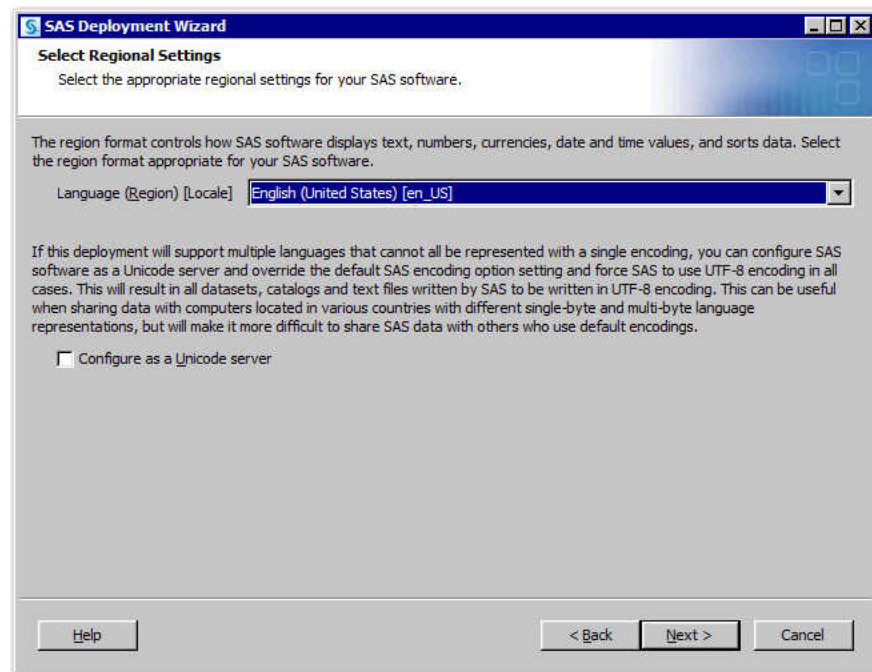 SAS Deployment Wizard
Select Regional Settings
Select the appropriate regional settings for your SAS software.
The region format controls how SAS software displays text, numbers, currencies, date and time values, and sorts data. Select
the region format appropriate for your SAS software.
Language (Region) [Locale] English (United States) [en_US]
If this deployment will support multiple languages that cannot all be represented with a single encoding, you can configure SAS
software as a Unicode server and override the default SAS encoding option setting and force SAS to use UTF-8 encoding in all
cases. This will result in all datasets, catalogs and text files written by SAS to be written in UTF-8 encoding. This can be useful
when sharing data with computers located in various countries with different single-byte and multi-byte language
representations, but will make it more difficult to share SAS data with others who use default encodings.
Configure as a Unicode server
Help < Back Next > Cancel